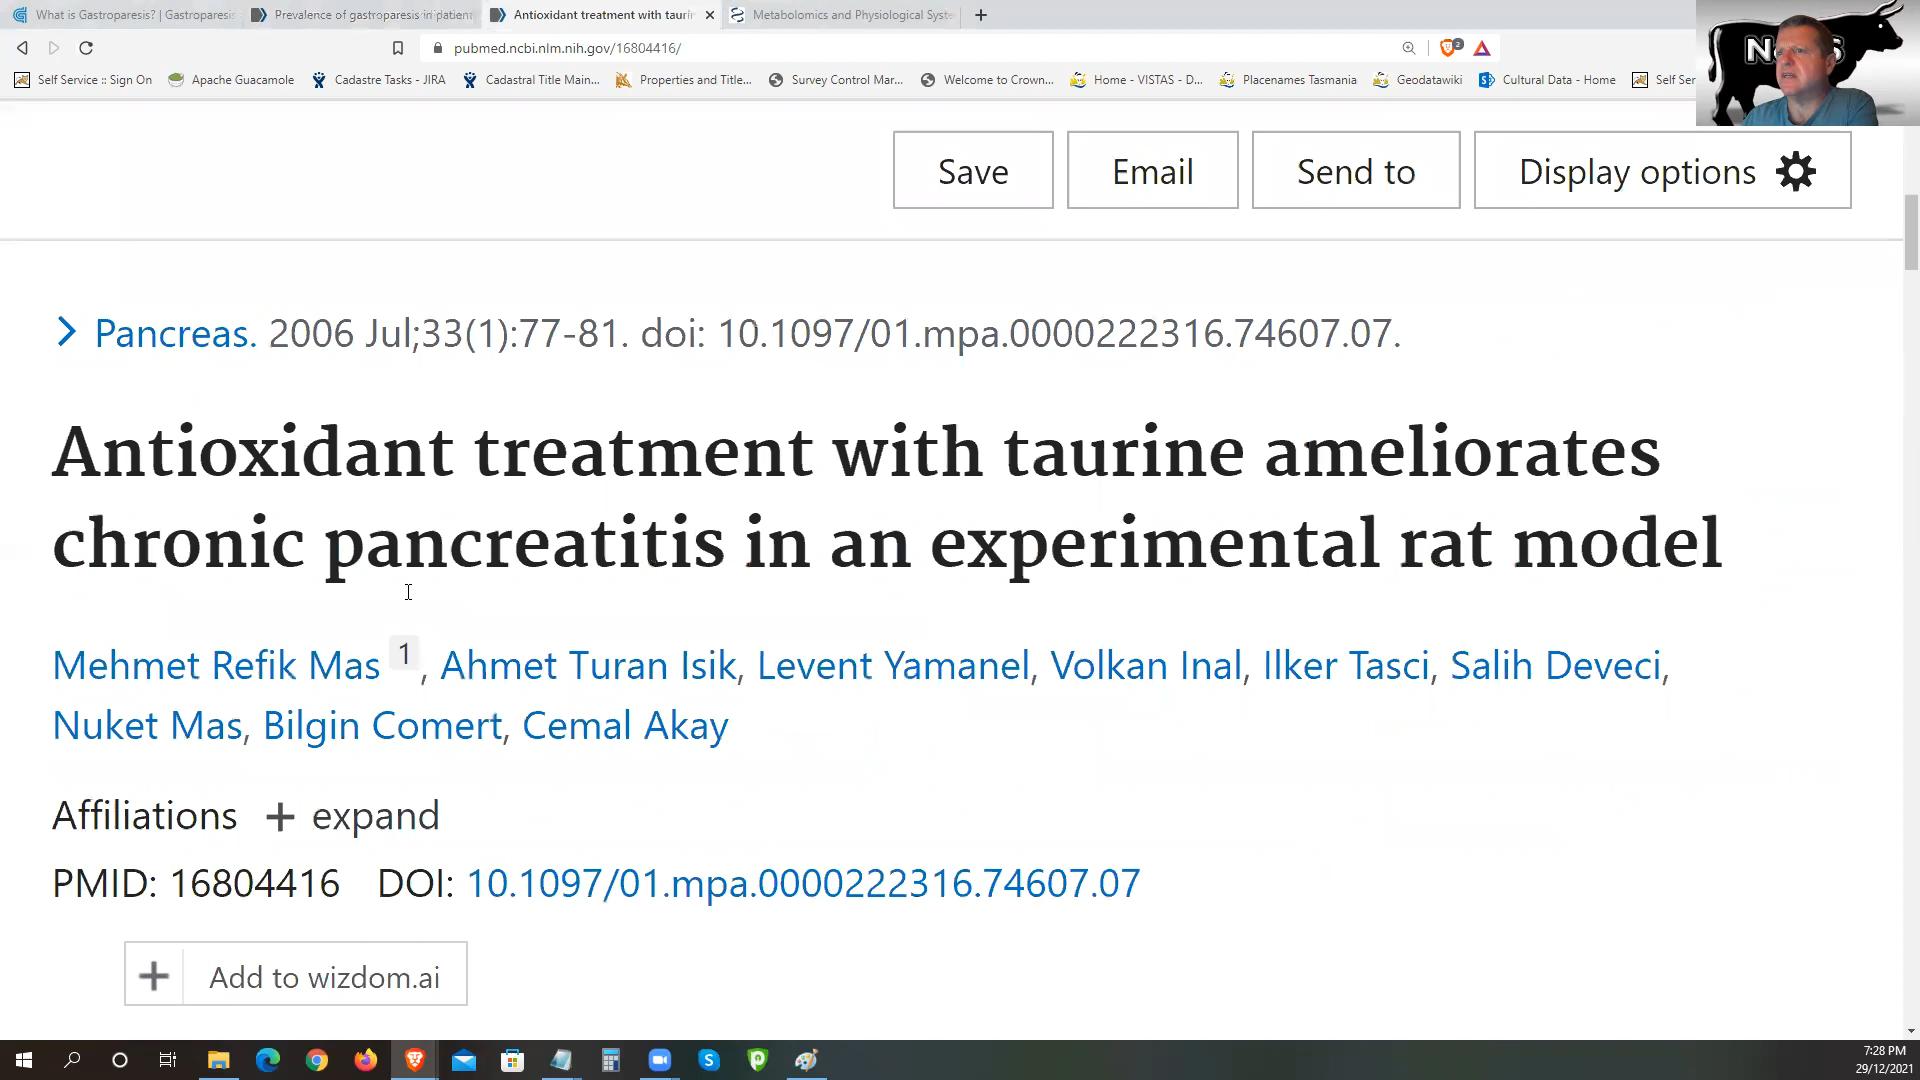 What is Gastroparesis? | Gastroparesis
Prevalence of gastroparesis in patient
Antioxidant treatment with taurin
Metabolomics and Physiological Syste
pubmed.ncbi.nlm.nih.gov/16804416/
2
Self Service :: Sign On
Apache Guacamole
Cadastre Tasks - JIRA
Cadastral Title Main...
Properties and Title...
Survey Control Mar...
Welcome to Crown...
Home - VISTAS - D...
Placenames Tasmania
Geodatawiki
Cultural Data - Home
Self Ser
Save
Email
Send to
Display options
Pancreas. 2006 Jul;33(1):77-81. doi: 10.1097/01.mpa.0000222316.74607.07.
Antioxidant treatment with taurine ameliorates
chronic pancreatitis in an experimental rat model
Mehmet Refik Mas 1, Ahmet Turan Isik, Levent Yamanel, Volkan Inal, Ilker Tasci, Salih Deveci,
Nuket Mas, Bilgin Comert, Cemal Akay
Affiliations + expand
PMID: 16804416 DOI: 10.1097/01.mpa.0000222316.74607.07
+ Add to wizdom.ai
7:28 PM
29/12/2021